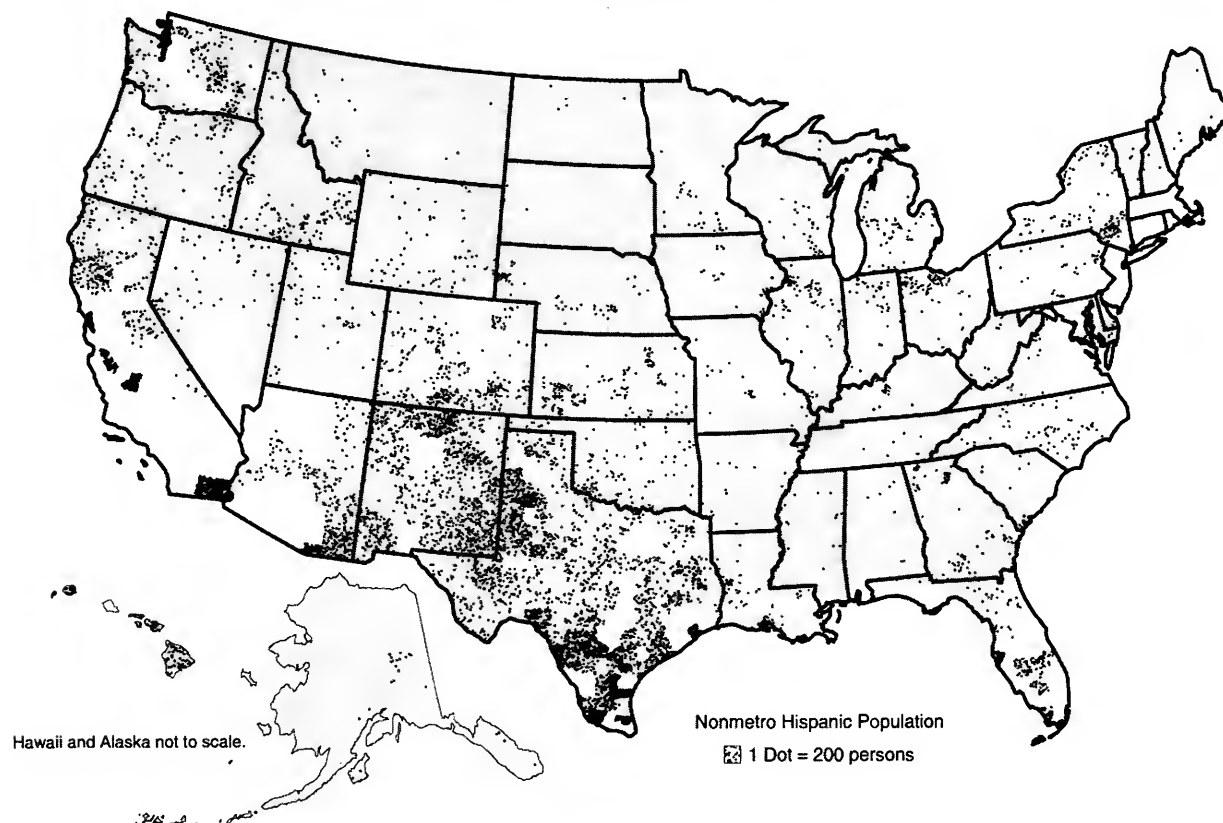 Hawaii and Alaska not to scale.
Nonmetro Hispanic Population
1 Dot = 200 persons